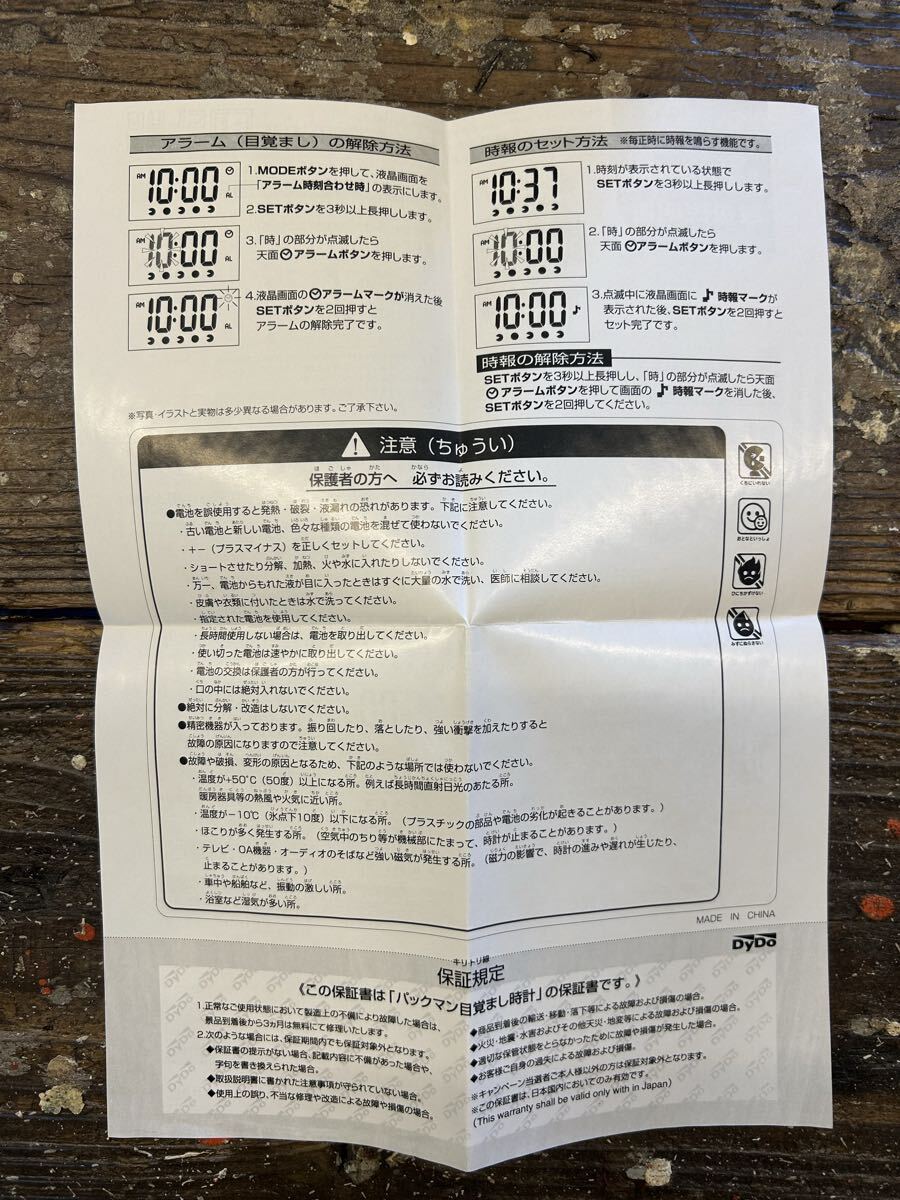 アラーム(目覚まし)の解除方法
AM 10:00 AL
1.MODEボタンを押して、液晶画面を
「アラーム時刻合わせ時」の表示にします。
2.SETボタンを3秒以上長押しします。
AM 10:00 AL
3.「時」の部分が点滅したら
天面アラームボタンを押します。
AM 10:00 AL
4.液晶画面のアラームマークが消えた後
SETボタンを2回押すと
アラームの解除完了です。
※写真・イラストと実物は多少異なる場合があります。ご了承下さい。
時報のセット方法 ※毎正時に時報を鳴らす機能です。
AM 10:37
1.時刻が表示されている状態で
SETボタンを3秒以上長押しします。
AM 10:00
2.「時」の部分が点滅したら
天面アラームボタンを押します。
AM 10:00 ♪
3.点滅中に液晶画面に ♪ 時報マークが
表示された後、SETボタンを2回押すと
セット完了です。
時報の解除方法
SETボタンを3秒以上長押しし、「時」の部分が点滅したら天面
アラームボタンを押して画面の ♪ 時報マークを消した後、
SETボタンを2回押してください。
注意(ちゅうい)
保護者の方へ 必ずお読みください。
●電池を誤使用すると発熱・破裂・液漏れの恐れがあります。下記に注意してください。
・古い電池と新しい電池、色々な種類の電池を混ぜて使わないでください。
・+-(プラスマイナス)を正しくセットしてください。
・ショートさせたり分解、加熱、火や水に入れたりしないでください。
・万一、電池からもれた液が目に入ったときはすぐに大量の水で洗い、医師に相談してください。
・皮膚や衣類に付いたときは水で洗ってください。
・指定された電池を使用してください。
・長時間使用しない場合は、電池を取り出してください。
・使い切った電池は速やかに取り出してください。
・電池の交換は保護者の方が行ってください。
・口の中には絶対入れないでください。
●絶対に分解・改造はしないでください。
●精密機器が入っております。振り回したり、落としたり、強い衝撃を加えたりすると
故障の原因になりますので注意してください。
●故障や破損、変形の原因となるため、下記のような場所では使わないでください。
・温度が+50℃(50度)以上になる所。例えば長時間直射日光のあたる所。
暖房器具等の熱風や火気に近い所。
・温度が-10℃(氷点下10度)以下になる所。(プラスチックの部品や電池の劣化が起きることがあります。)
・ほこりが多く発生する所。(空気中のちり等が機械部にたまって、時計が止まることがあります。)
・テレビ・OA機器・オーディオのそばなど強い磁気が発生する所。(磁力の影響で、時計の進みや遅れが生じたり、
止まることがあります。)
・車中や船舶など、振動の激しい所。
・浴室など湿気が多い所。
くちにいれない
おとなといっしょ
ひにちかずけない
みずにぬらさない
MADE IN CHINA
DyDo
キリトリ線
保証規定
《この保証書は「パックマン目覚まし時計」の保証書です。》
1.正常なご使用状態において製造上の不備により故障した場合は、
景品到着後から3ヵ月は無料にて修理いたします。
2.次のような場合には、保証期間内でも保証対象外となります。
◆保証書の提示がない場合、記載内容に不備があった場合や、
字句を書き換えられた場合。
◆取扱説明書に書かれた注意事項が守られていない場合。
◆使用上の誤り、不当な修理や改造による故障や損傷の場合。
◆商品到着後の輸送・移動・落下等による故障および損傷の場合。
◆火災・地震・水害およびその他天災・地変等による故障および損傷の場合。
◆適切な保管状態をとらなかったために故障や損傷が発生した場合。
◆お客様ご自身の過失による故障および損傷。
※キャンペーン当選者ご本人様以外の方は保証対象外となります。
※この保証書は、日本国内においてのみ有効です。
(This warranty shall be valid only with in Japan)